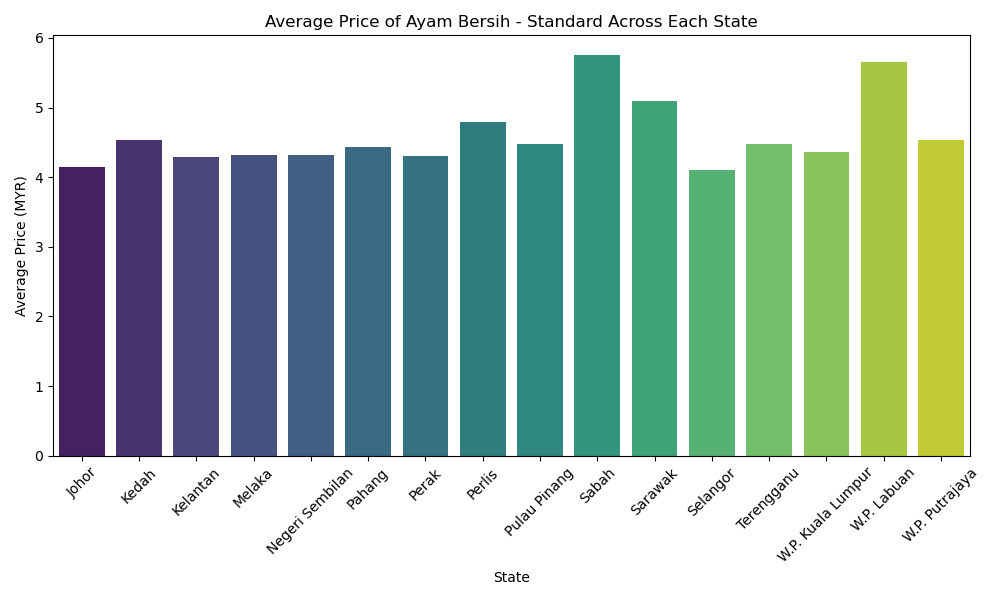 Average Price of Ayam Bersih - Standard Across Each State
Average Price (MYR)
6
5
4
3
2
1
0
Johor
Kedah
Kelantan
Melaka
Negeri Sembilan
Pahang
Perak
Perlis
Pulau Pinang
Sabah
Sarawak
Selangor
Terengganu
W.P. Kuala Lumpur
W.P. Labuan
W.P. Putrajaya
State